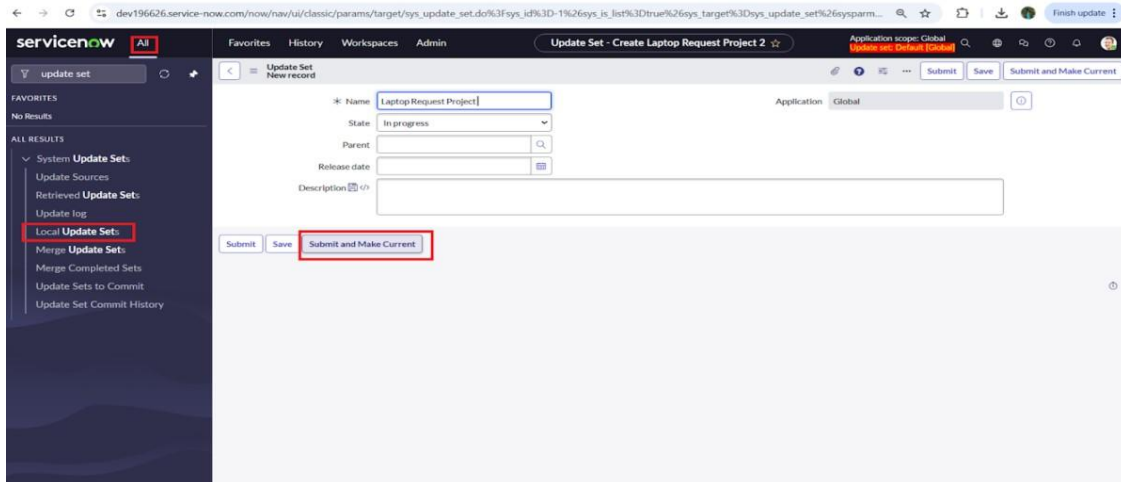 dev196626.service-now.com/now/nav/ui/classic/params/target/sys_update_set.do%3Fsys_id%3D-1%26sys_is_list%3Dtrue%26sys_target%3Dsys_update_set%26sysparm... Finish update
servicenow All Favorites History Workspaces Admin Update Set - Create Laptop Request Project 2 Application scope: Global
Update set: Default [Global]
update set
Update Set
New record
Submit Save Submit and Make Current
FAVORITES
No Results
ALL RESULTS
System Update Sets
Update Sources
Retrieved Update Sets
Update log
Local Update Sets
Merge Update Sets
Merge Completed Sets
Update Sets to Commit
Update Set Commit History
Name Laptop Request Project
Application Global
State In progress
Parent
Release date
Description
Submit Save Submit and Make Current